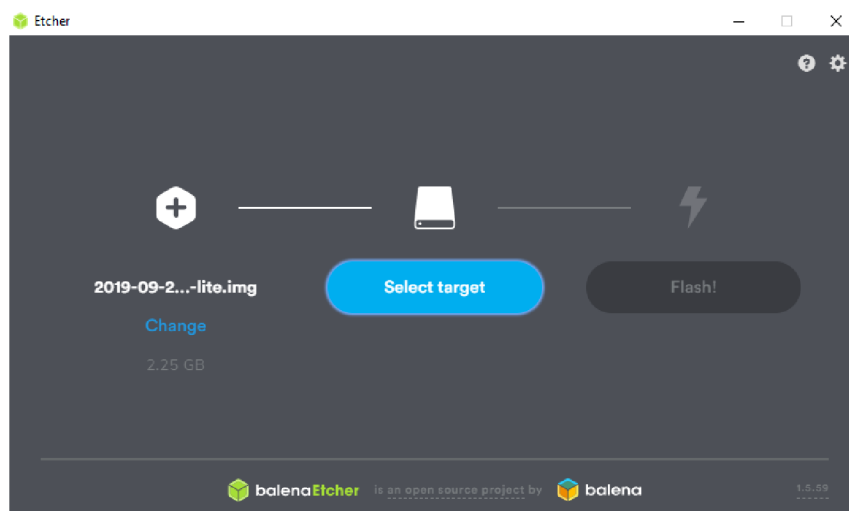 Etcher
2019-09-2...-lite.img
Select target
Flash!
Change
2.25 GB
balenaEtcher is an open source project by balena
1.5.59